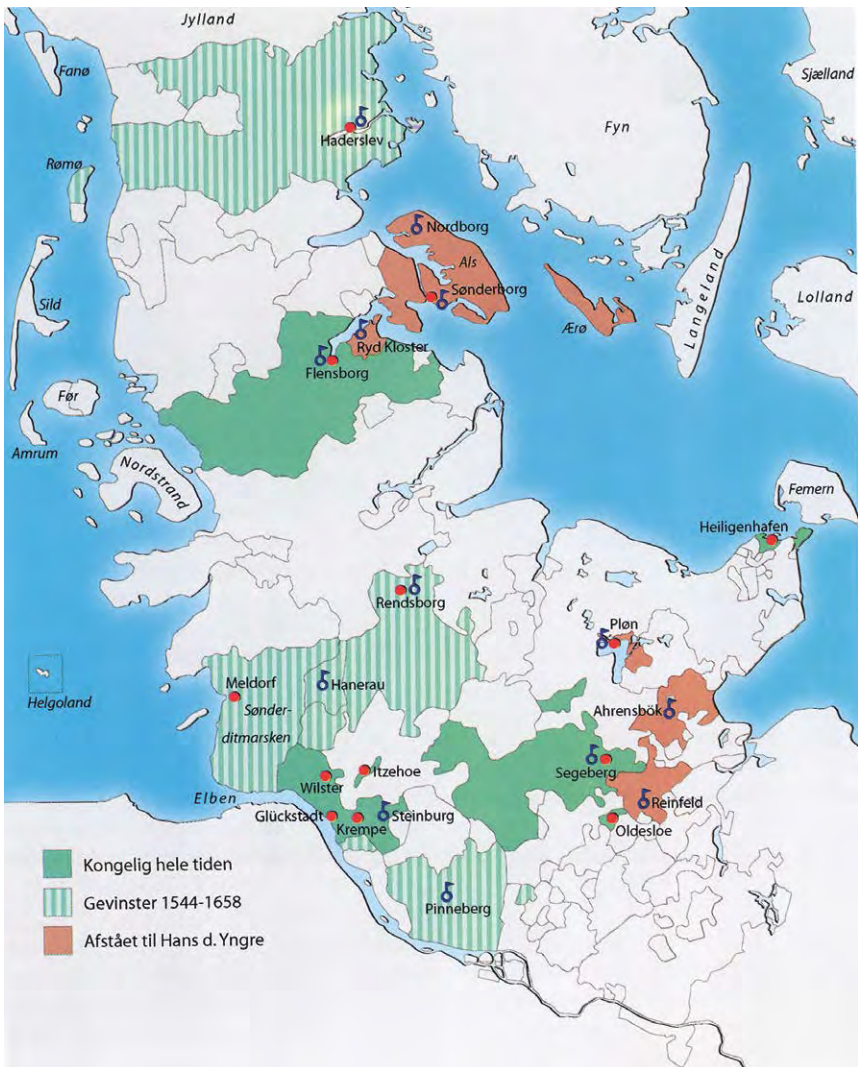 Jylland
Fanø
Sjælland
Fyn
Haderslev
Rømø
Nordborg
Als
Langeland
Sønderborg
Lolland
Sild
Ærø
Ryd Kloster
Flensborg
Før
Amrum
Nordstrand
Femern
Heiligenhafen
Rendsborg
Pløn
Meldorf
Hanerau
Helgoland
Sønder-
ditmarsken
Ahrensbök
Segeberg
Itzehoe
Wilster
Elben
Reinfeld
Glückstadt
Krempe
Steinburg
Oldesloe
Kongelig hele tiden
Gevinster 1544-1658
Pinneberg
Afstået til Hans d. Yngre